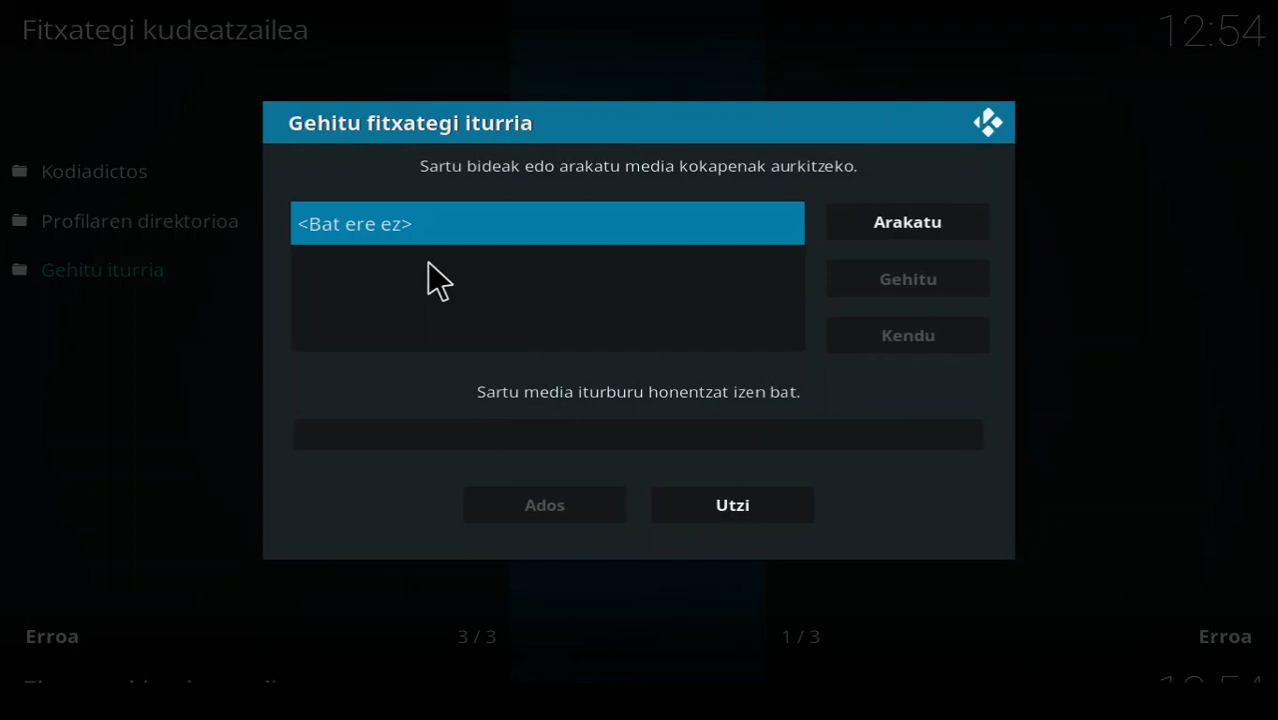 Fitxategi kudeatzailea
12:54
Gehitu fitxategi iturria
Sartu bideak edo arakatu media kokapenak aurkitzeko.
Kodiadictos
Profilaren direktorioa
Gehitu iturria
<Bat ere ez>
Arakatu
Gehitu
Kendu
Sartu media iturburu honentzat izen bat.
Ados
Utzi
Erroa
3 / 3
1 / 3
Erroa